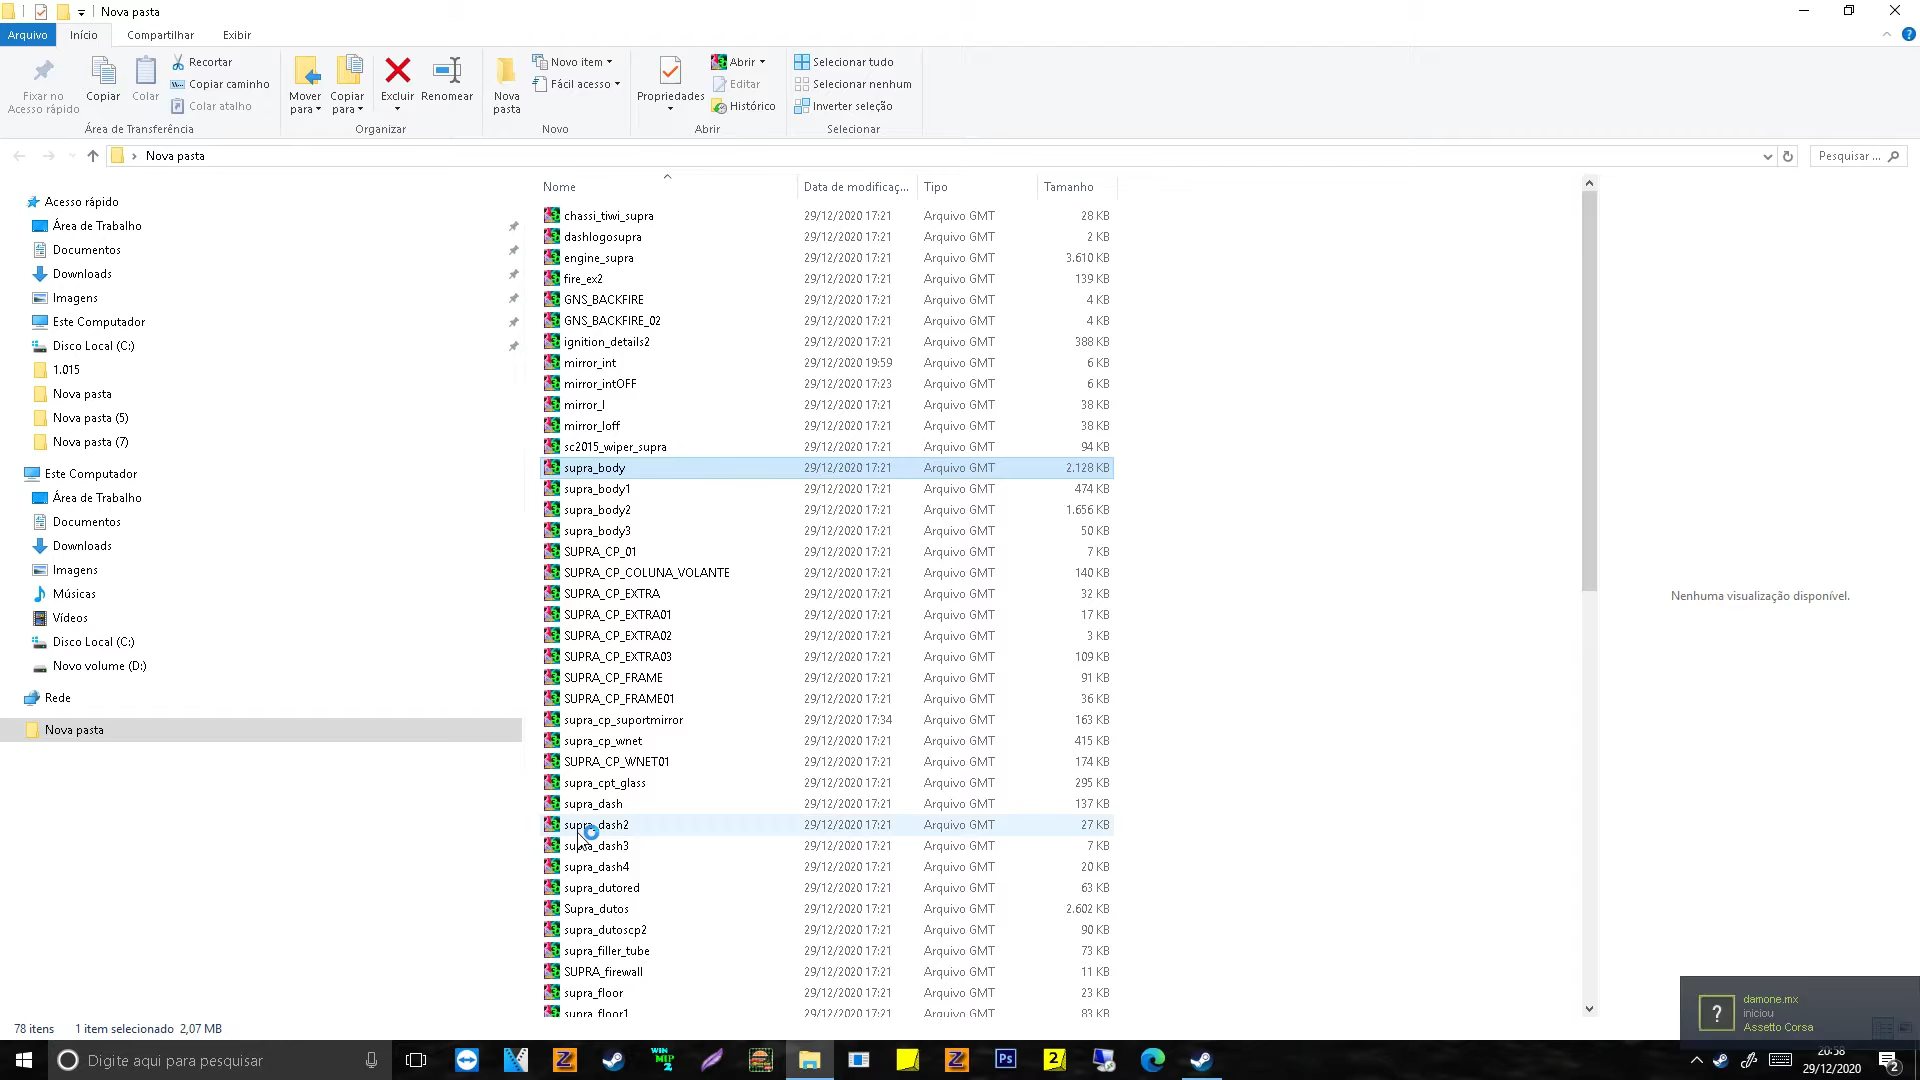 Nova pasta
Arquivo Início Compartilhar Exibir
Fixar no Acesso rápido
Copiar
Colar
Recortar
Copiar caminho
Colar atalho
Mover para
Copiar para
Excluir
Renomear
Nova pasta
Novo item
Fácil acesso
Propriedades
Abrir
Editar
Histórico
Selecionar tudo
Selecionar nenhum
Inverter seleção
Área de Transferência Organizar Novo Abrir Selecionar
Nova pasta Pesquisar ...
Acesso rápido
Área de Trabalho
Documentos
Downloads
Imagens
Este Computador
Disco Local (C:)
1.015
Nova pasta
Nova pasta (5)
Nova pasta (7)
Este Computador
Área de Trabalho
Documentos
Downloads
Imagens
Músicas
Vídeos
Disco Local (C:)
Novo volume (D:)
Rede
Nova pasta
Nome Data de modificaç... Tipo Tamanho
chassi_tiwi_supra 29/12/2020 17:21 Arquivo GMT 28 KB
dashlogosupra 29/12/2020 17:21 Arquivo GMT 2 KB
engine_supra 29/12/2020 17:21 Arquivo GMT 3.610 KB
fire_ex2 29/12/2020 17:21 Arquivo GMT 139 KB
GNS_BACKFIRE 29/12/2020 17:21 Arquivo GMT 4 KB
GNS_BACKFIRE_02 29/12/2020 17:21 Arquivo GMT 4 KB
ignition_details2 29/12/2020 17:21 Arquivo GMT 388 KB
mirror_int 29/12/2020 19:59 Arquivo GMT 6 KB
mirror_intOFF 29/12/2020 17:23 Arquivo GMT 6 KB
mirror_l 29/12/2020 17:21 Arquivo GMT 38 KB
mirror_loff 29/12/2020 17:21 Arquivo GMT 38 KB
sc2015_wiper_supra 29/12/2020 17:21 Arquivo GMT 94 KB
supra_body 29/12/2020 17:21 Arquivo GMT 2.128 KB
supra_body1 29/12/2020 17:21 Arquivo GMT 474 KB
supra_body2 29/12/2020 17:21 Arquivo GMT 1.656 KB
supra_body3 29/12/2020 17:21 Arquivo GMT 50 KB
SUPRA_CP_01 29/12/2020 17:21 Arquivo GMT 7 KB
SUPRA_CP_COLUNA_VOLANTE 29/12/2020 17:21 Arquivo GMT 140 KB
SUPRA_CP_EXTRA 29/12/2020 17:21 Arquivo GMT 32 KB
SUPRA_CP_EXTRA01 29/12/2020 17:21 Arquivo GMT 17 KB
SUPRA_CP_EXTRA02 29/12/2020 17:21 Arquivo GMT 3 KB
SUPRA_CP_EXTRA03 29/12/2020 17:21 Arquivo GMT 109 KB
SUPRA_CP_FRAME 29/12/2020 17:21 Arquivo GMT 91 KB
SUPRA_CP_FRAME01 29/12/2020 17:21 Arquivo GMT 36 KB
supra_cp_suportmirror 29/12/2020 17:34 Arquivo GMT 163 KB
supra_cp_wnet 29/12/2020 17:21 Arquivo GMT 415 KB
SUPRA_CP_WNET01 29/12/2020 17:21 Arquivo GMT 174 KB
supra_cpt_glass 29/12/2020 17:21 Arquivo GMT 295 KB
supra_dash 29/12/2020 17:21 Arquivo GMT 137 KB
supra_dash2 29/12/2020 17:21 Arquivo GMT 27 KB
supra_dash3 29/12/2020 17:21 Arquivo GMT 7 KB
supra_dash4 29/12/2020 17:21 Arquivo GMT 20 KB
supra_dutored 29/12/2020 17:21 Arquivo GMT 63 KB
Supra_dutos 29/12/2020 17:21 Arquivo GMT 2.602 KB
supra_dutoscp2 29/12/2020 17:21 Arquivo GMT 90 KB
supra_filler_tube 29/12/2020 17:21 Arquivo GMT 73 KB
SUPRA_firewall 29/12/2020 17:21 Arquivo GMT 11 KB
supra_floor 29/12/2020 17:21 Arquivo GMT 23 KB
supra_floor1 29/12/2020 17:21 Arquivo GMT 83 KB
Nenhuma visualização disponível.
damone.mx
iniciou
Assetto Corsa
78 itens 1 item selecionado 2,07 MB
Digite aqui para pesquisar
WIN MIP 2
Ps
2
20:58
29/12/2020
2